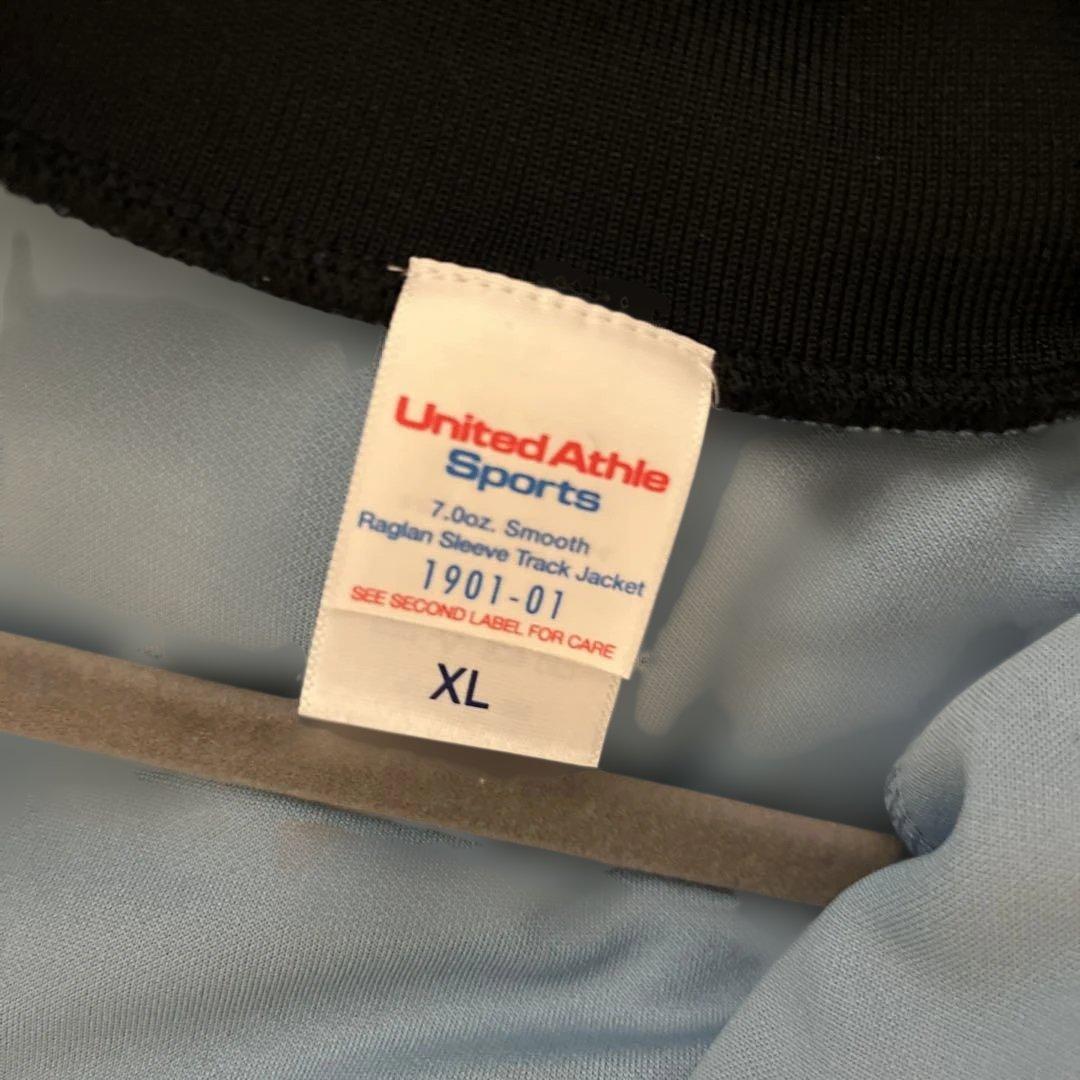 United Athle
Sports
7.0oz. Smooth
Raglan Sleeve Track Jacket
1901-01
SEE SECOND LABEL FOR CARE
XL